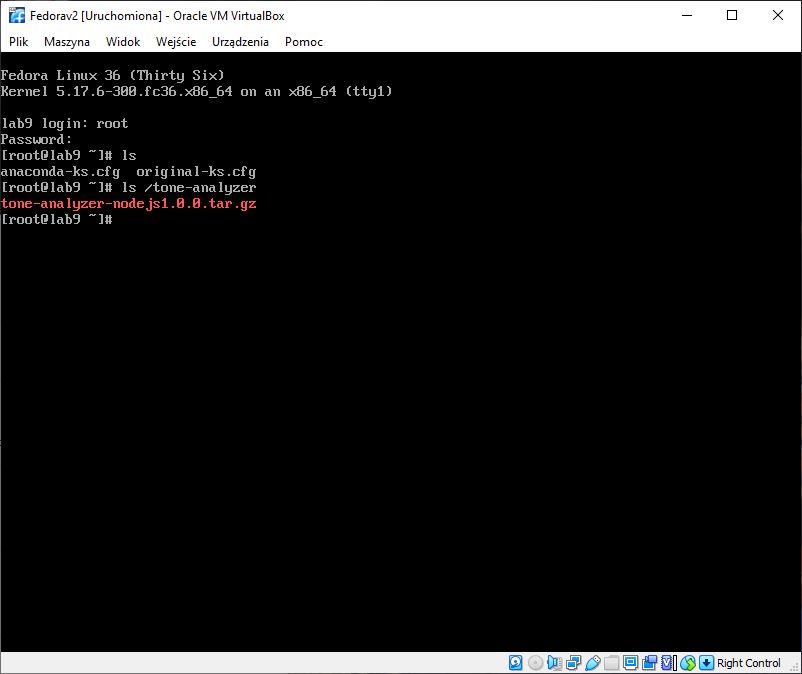 Fedorav2 [Uruchomiona] - Oracle VM VirtualBox
Plik Maszyna Widok Wejście Urządzenia Pomoc
Fedora Linux 36 (Thirty Six)
Kernel 5.17.6-300.fc36.x86_64 on an x86_64 (tty1)
lab9 login: root
Password:
[root@lab9 ~]# ls
anaconda-ks.cfg  original-ks.cfg
[root@lab9 ~]# ls /tone-analyzer
tone-analyzer-nodejs1.0.0.tar.gz
[root@lab9 ~]#
Right Control